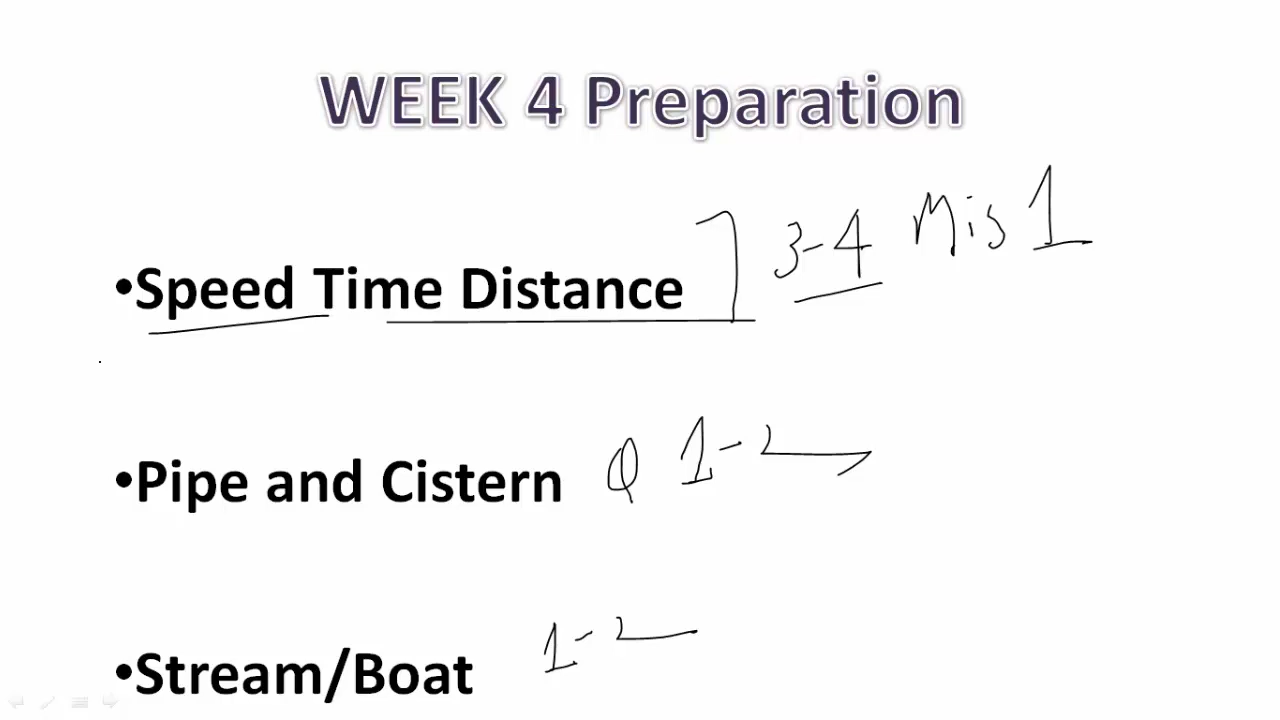 WEEK 4 Preparation
•Speed Time Distance 3-4 Mis 1
•Pipe and Cistern Q 1-2
•Stream/Boat 1-2